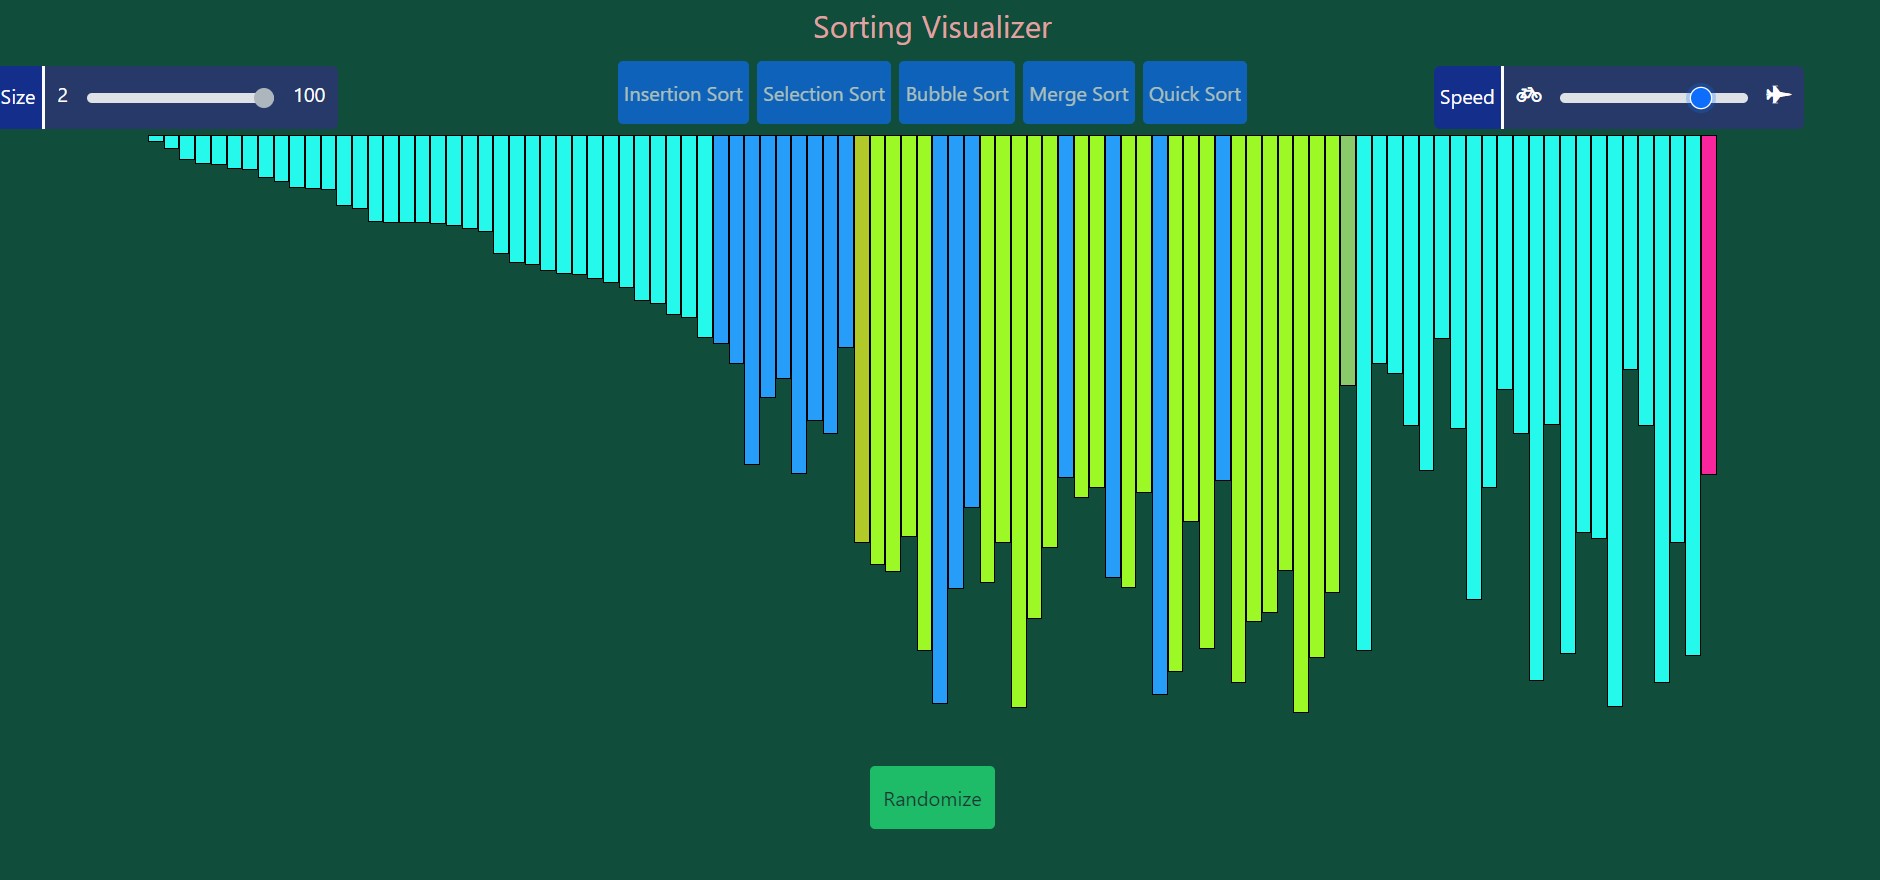 Sorting Visualizer
Size 2 100
Insertion Sort Selection Sort Bubble Sort Merge Sort Quick Sort
Speed
Randomize